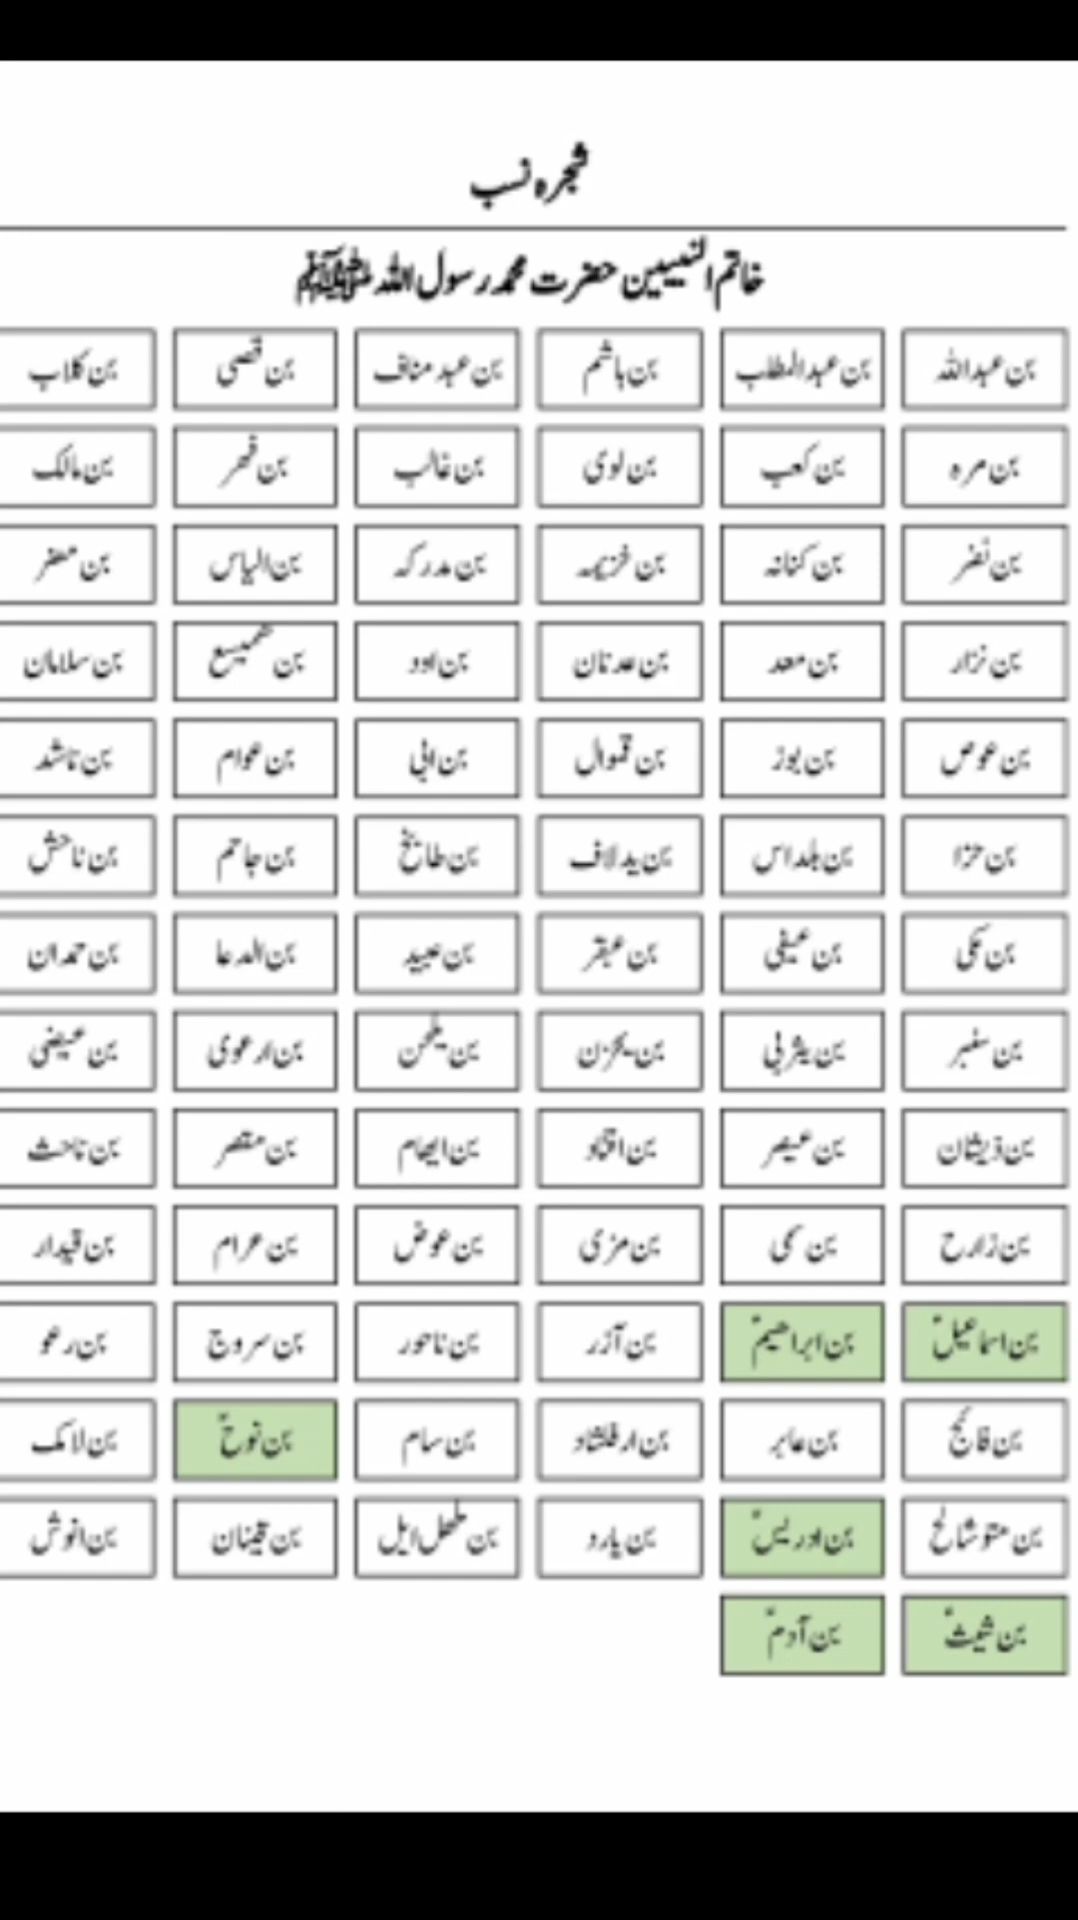 شجرہ نسب
خاتم النبیین حضرت محمد رسول اللہ ﷺ
بن عبداللہ بن عبدالمطلب بن ہاشم بن عبد مناف بن قصی بن کلاب
بن مرہ بن کعب بن لوی بن غالب بن فہر بن مالک
بن نضر بن کنانہ بن خزیمہ بن مدرکہ بن الیاس بن مضر
بن نزار بن معد بن عدنان بن ادو بن ہمیسع بن سلامان
بن عوص بن بوز بن قموال بن ابی بن عوام بن ناشد
بن حزا بن بلداس بن یدلاف بن طابخ بن جاحم بن ناحش
بن مکی بن عیفی بن عبقر بن عبید بن الدعا بن حمدان
بن سنبر بن یثربی بن یحزن بن یلحن بن ارعوی بن عیضی
بن ذیشان بن عیصر بن اقناد بن ایہام بن مقصر بن ناحث
بن زارح بن سمی بن مزی بن عوض بن عرام بن قیدار
بن اسماعیلؑ بن ابراھیمؑ بن آزر بن ناحور بن سروج بن رعو
بن فالج بن عابر بن ارفکشاد بن سام بن نوحؑ بن لامک
بن متوشالخ بن ادریسؑ بن یارد بن ملھل ایل بن قینان بن انوش
بن شیثؑ بن آدمؑ